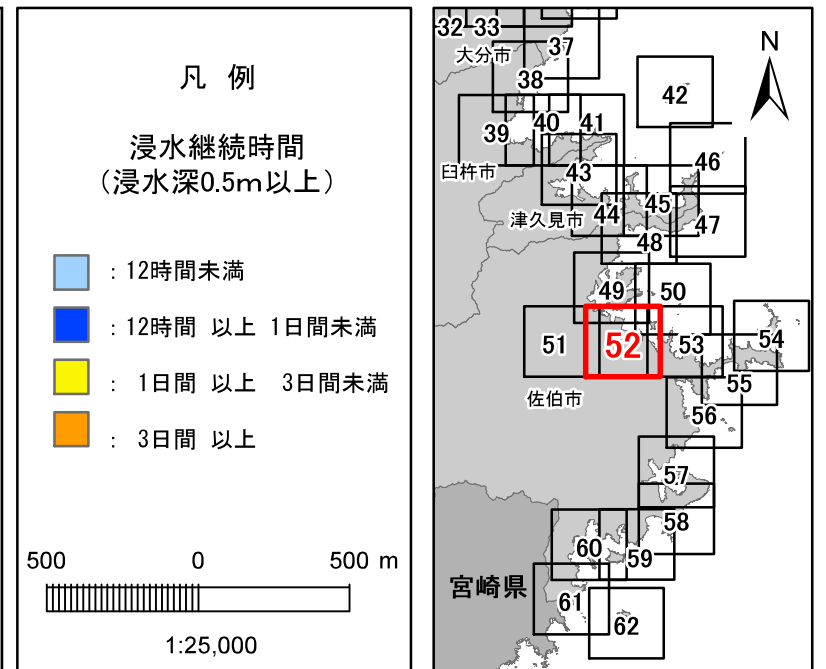 凡 例
浸水継続時間
（浸水深0.5m以上）
：12時間未満
：12時間 以上 1日間未満
： 1日間 以上 3日間未満
： 3日間 以上
500 0 500 m
1:25,000
N
32 33
37
大分市
38
42
39 40 41
臼杵市
43
46
津久見市
44 45
47
48
49 50
51 52 53 54
55
佐伯市
56
57
58
60 59
宮崎県
61
62